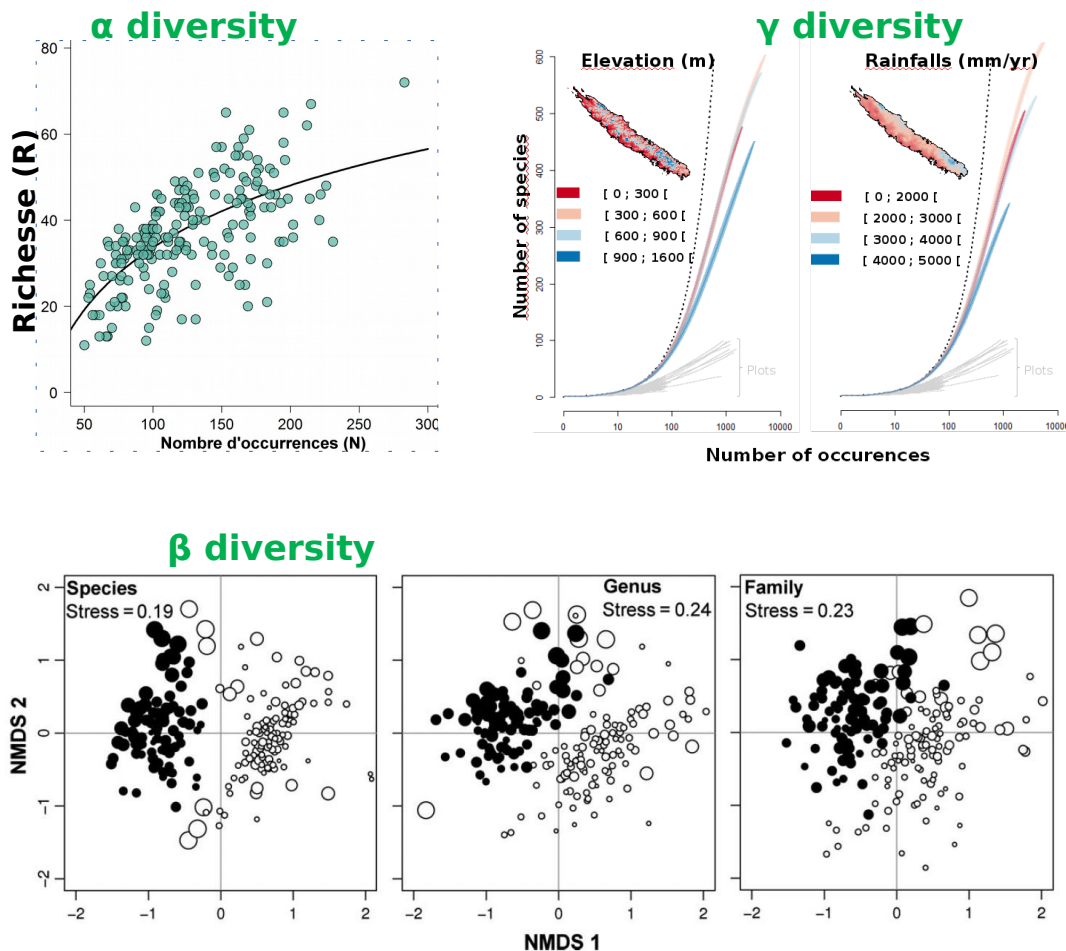 α diversity
80
60
40
20
0
Richesse (R)
50
100
150
200
250
300
Nombre d'occurrences (N)
γ diversity
Elevation (m)
Rainfalls (mm/yr)
Number of species
600
500
400
300
200
100
0
[ 0 ; 300 [
[ 300 ; 600 [
[ 600 ; 900 [
[ 900 ; 1600 [
[ 0 ; 2000 [
[ 2000 ; 3000 [
[ 3000 ; 4000 [
[ 4000 ; 5000 [
Plots
Plots
0
10
100
1000
10000
0
10
100
1000
1000
Number of occurences
β diversity
Species
Stress = 0.19
Genus
Stress = 0.24
Family
Stress = 0.23
NMDS 2
2
1
0
−1
−2
−2
−1
0
1
2
−2
−1
0
1
2
−2
−1
0
1
2
NMDS 1